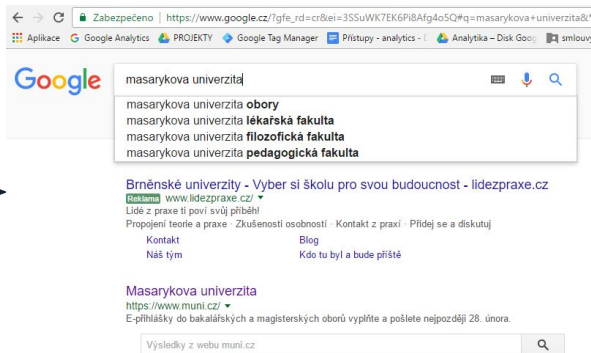 Zabezpečeno | https://www.google.cz/?gfe_rd=cr&ei=3SSuWK7EK6Pi8Afg4o5Q#q=masarykova+univerzita&
Aplikace Google Analytics PROJEKTY Google Tag Manager Přístupy - analytics - Analytika – Disk Goog smlouvy
Google
masarykova univerzita
masarykova univerzita obory
masarykova univerzita lékařská fakulta
masarykova univerzita filozofická fakulta
masarykova univerzita pedagogická fakulta
Brněnské univerzity - Vyber si školu pro svou budoucnost - lidezpraxe.cz
Reklama www.lidezpraxe.cz/
Lidé z praxe ti poví svůj příběh!
Propojení teorie a praxe · Zkušenosti osobností · Kontakt z praxí · Přidej se a diskutuj
Kontakt Blog
Náš tým Kdo tu byl a bude příště
Masarykova univerzita
https://www.muni.cz/
E-přihlášky do bakalářských a magisterských oborů vyplňte a pošlete nejpozději 28. února.
Výsledky z webu muni.cz